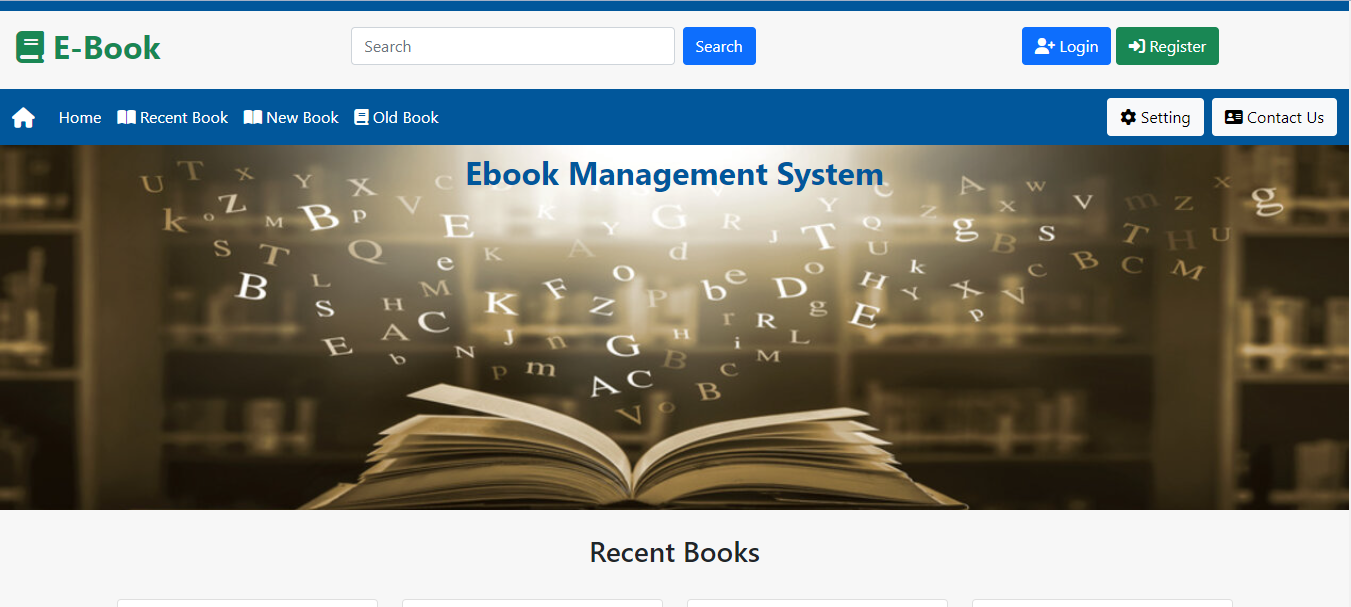 E-Book
Search Search
Login Register
Home Recent Book New Book Old Book
Setting Contact Us
Ebook Management System
Recent Books